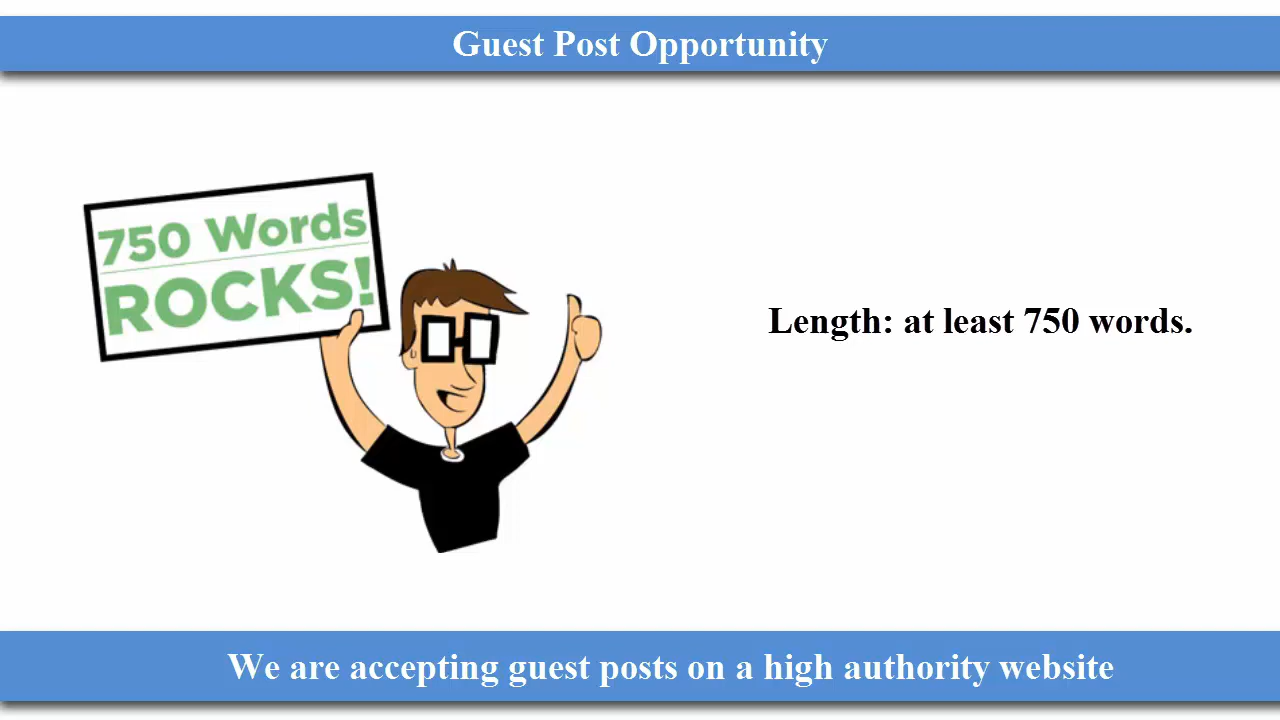 Guest Post Opportunity
750 Words
ROCKS!
Length: at least 750 words.
We are accepting guest posts on a high authority website